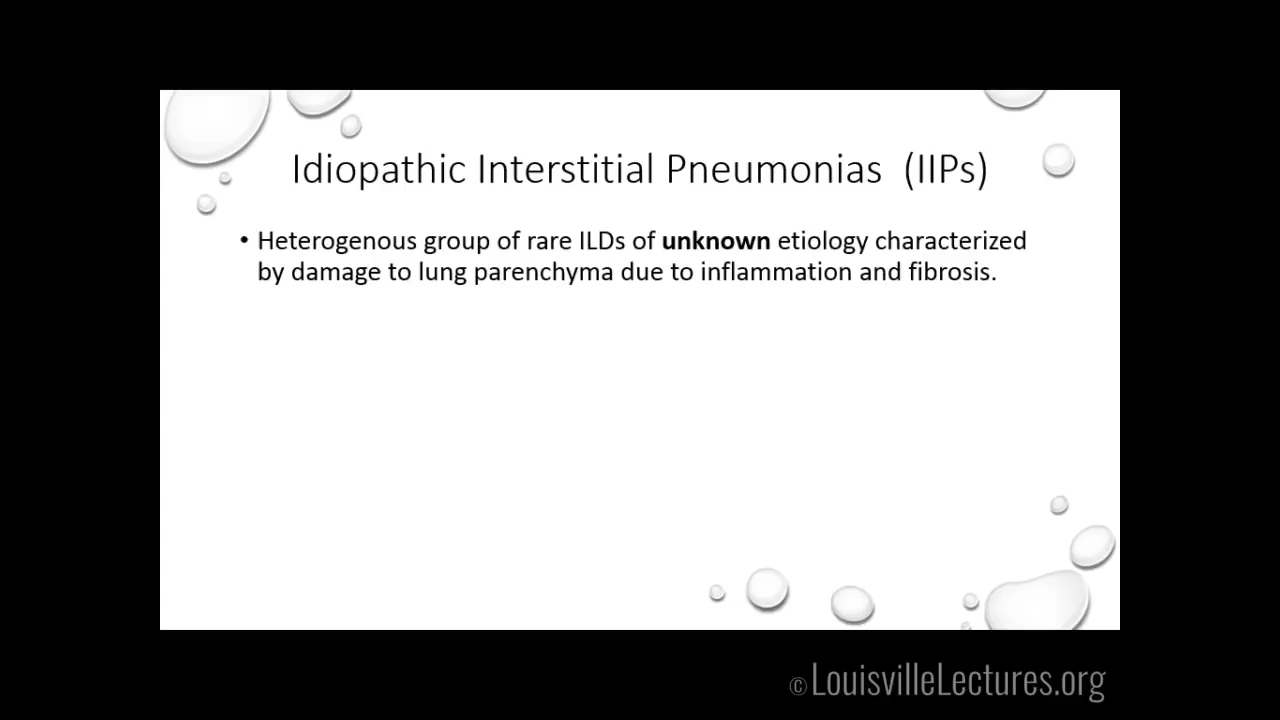 Idiopathic Interstitial Pneumonias (IIPs)
• Heterogenous group of rare ILDs of unknown etiology characterized
by damage to lung parenchyma due to inflammation and fibrosis.
© LouisvilleLectures.org